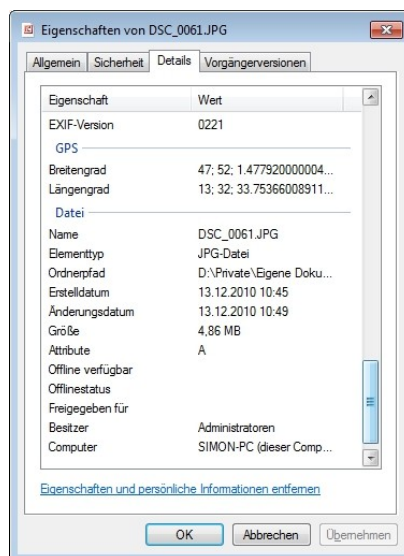 Eigenschaften von DSC_0061.JPG
Allgemein Sicherheit Details Vorgängerversionen
Eigenschaft Wert
EXIF-Version 0221
GPS
Breitengrad 47; 52; 1.477920000004...
Längengrad 13; 32; 33.75366008911...
Datei
Name DSC_0061.JPG
Elementtyp JPG-Datei
Ordnerpfad D:\Private\Eigene Doku...
Erstelldatum 13.12.2010 10:45
Änderungsdatum 13.12.2010 10:49
Größe 4,86 MB
Attribute A
Offline verfügbar
Offlinestatus
Freigegeben für
Besitzer Administratoren
Computer SIMON-PC (dieser Comp...
Eigenschaften und persönliche Informationen entfernen
OK Abbrechen Übernehmen